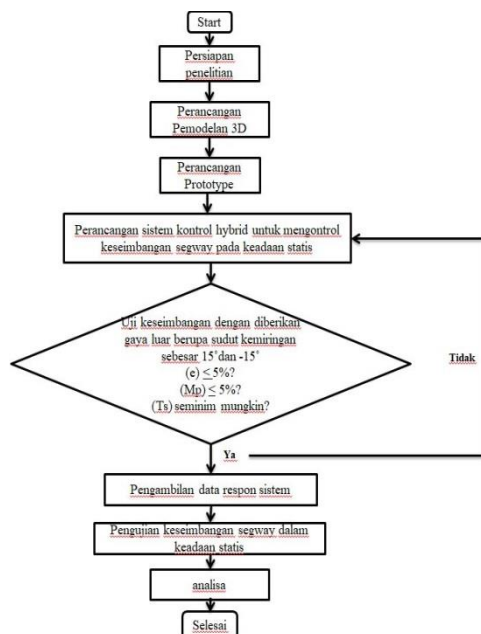 Start
Persiapan
penelitian
Perancangan
Pemodelan 3D
Perancangan
Prototype
Perancangan sistem kontrol hybrid untuk mengontrol
keseimbangan segway pada keadaan statis
Uji keseimbangan dengan diberikan
gaya luar berupa sudut kemiringan
sebesar 15˚dan -15˚
(e) ≤ 5%?
(Mp) ≤ 5%?
(Ts) seminim mungkin?
Tidak
Ya
Pengambilan data respon sistem
Pengujian keseimbangan segway dalam
keadaan statis
analisa
Selesai